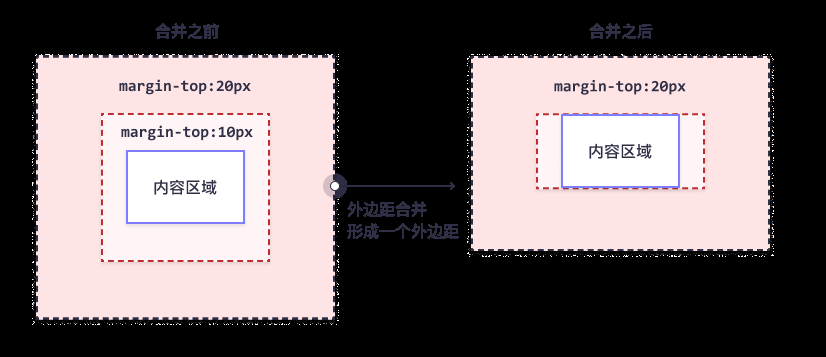 合并之前
合并之后
margin-top:20px
margin-top:20px
margin-top:10px
内容区域
内容区域
外边距合并
形成一个外边距